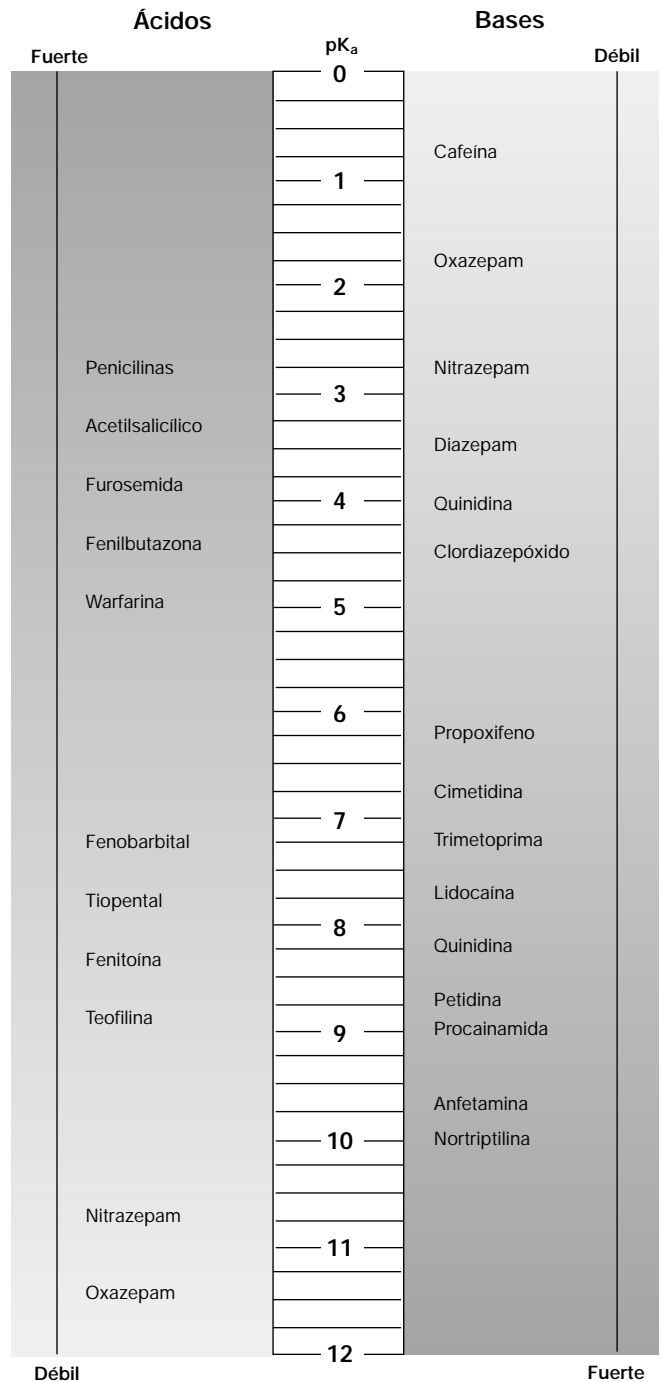 Ácidos
Bases
pKa
Fuerte
Débil
0
Cafeína
1
Oxazepam
2
Penicilinas
Nitrazepam
3
Acetilsalicílico
Diazepam
Furosemida
4
Quinidina
Fenilbutazona
Clordiazepóxido
Warfarina
5
6
Propoxifeno
Cimetidina
7
Fenobarbital
Trimetoprima
Tiopental
Lidocaína
8
Quinidina
Fenitoína
Petidina
Teofilina
9
Procainamida
Anfetamina
10
Nortriptilina
Nitrazepam
11
Oxazepam
12
Débil
Fuerte